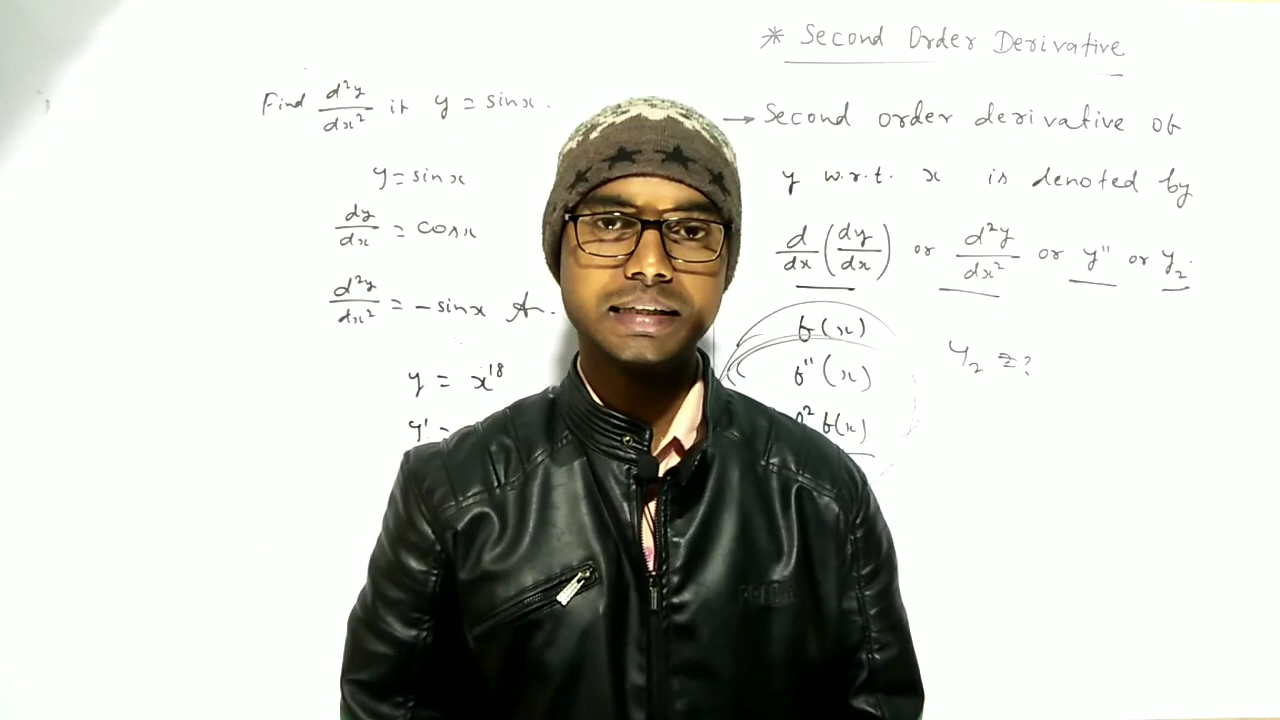 Find d²y/dx² if y = sinx.
y = sinx
dy/dx = cosx
d²y/dx² = - sinx
y = x¹⁸
y' =
* Second Order Derivative
→ Second order derivative of
y w.r.t. x is denoted by
d/dx (dy/dx) or d²y/dx² or y" or y₂.
f(x)
f"(x)
² f(x)
y₂ = ?